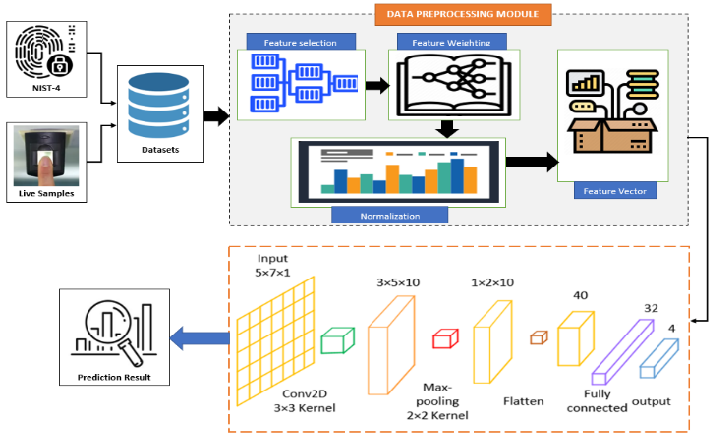 DATA PREPROCESSING MODULE
Feature selection
Feature Weighting
NIST-4
Datasets
Live Samples
Normalization
Feature Vector
Input
5×7×1
3×5×10
1×2×10
40
32
4
Conv2D
3×3 Kernel
Max-
pooling
2×2 Kernel
Flatten
Fully
connected
output
Prediction Result